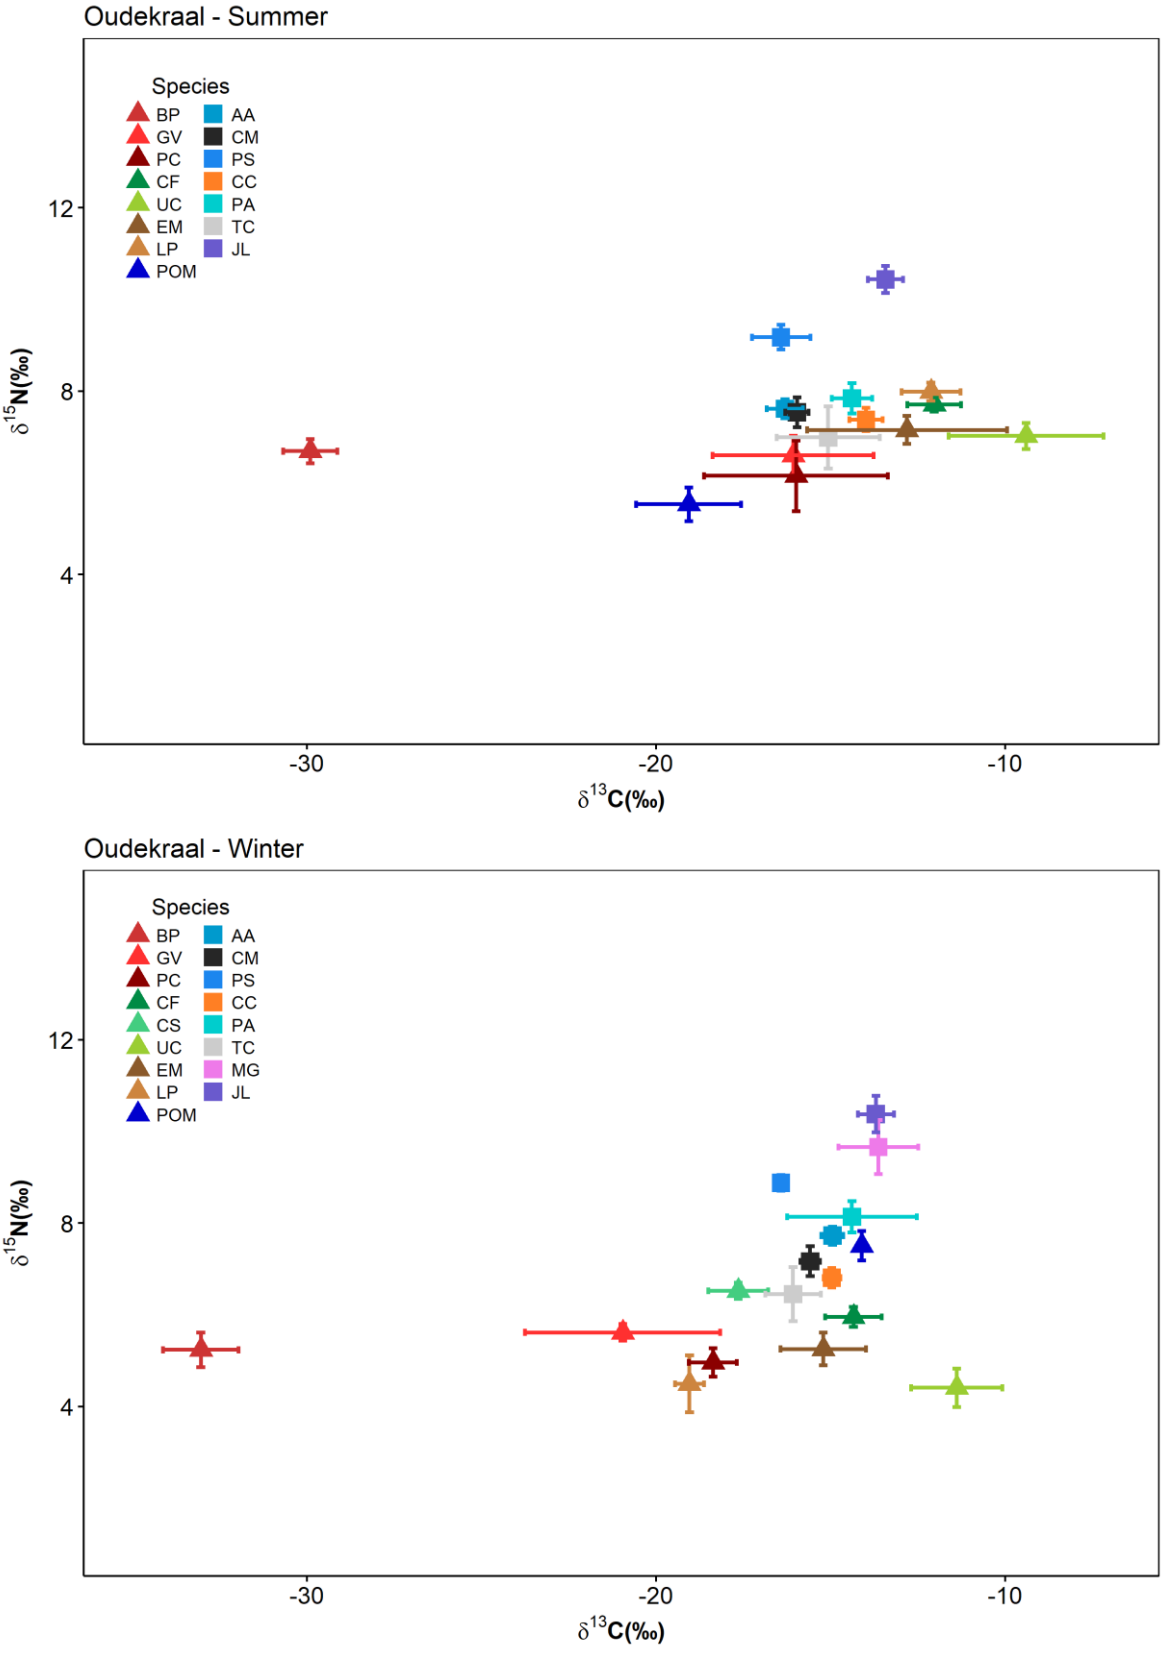 Oudekraal - Summer
Species
BP AA
GV CM
PC PS
CF CC
UC PA
EM TC
LP JL
POM
12
8
4
δ15N(‰)
-30 -20 -10
δ13C(‰)
Oudekraal - Winter
Species
BP AA
GV CM
PC PS
CF CC
CS PA
UC TC
EM MG
LP JL
POM
12
8
4
δ15N(‰)
-30 -20 -10
δ13C(‰)